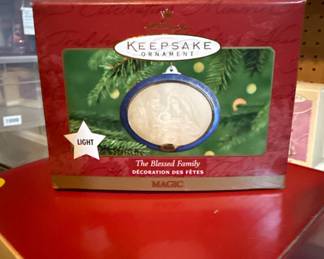 KEEPSAKE
ORNAMENT
LIGHT
The Blessed Family
DÉCORATION DES FÊTES
MAGIC